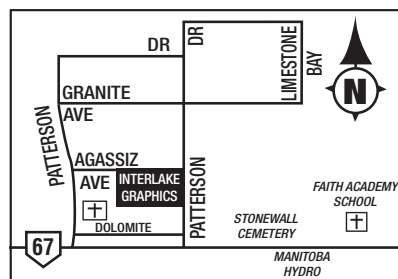 DR
DR
LIMESTONE
BAY
N
GRANITE
AVE
PATTERSON
AGASSIZ
AVE
INTERLAKE
GRAPHICS
PATTERSON
FAITH ACADEMY
SCHOOL
STONEWALL
CEMETERY
DOLOMITE
67
MANITOBA
HYDRO